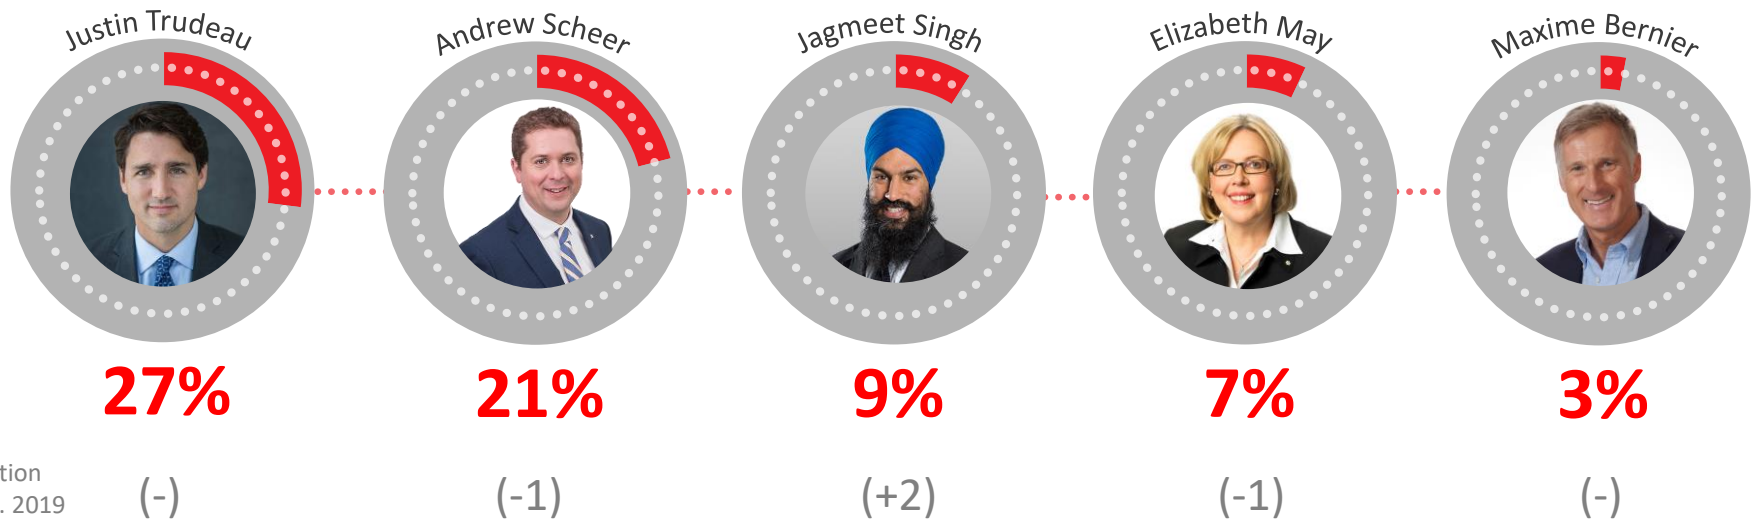 Justin Trudeau
Andrew Scheer
Jagmeet Singh
Elizabeth May
Maxime Bernier
27%
21%
9%
7%
3%
tion
. 2019
(-)
(-1)
(+2)
(-1)
(-)